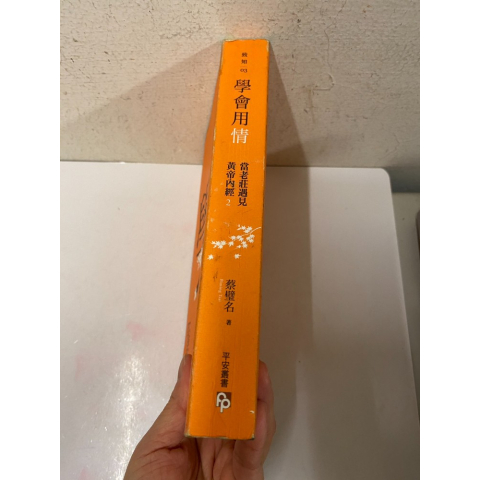 學會用情
當老莊遇見
黃帝內經 2
蔡璧名
著
平安叢書